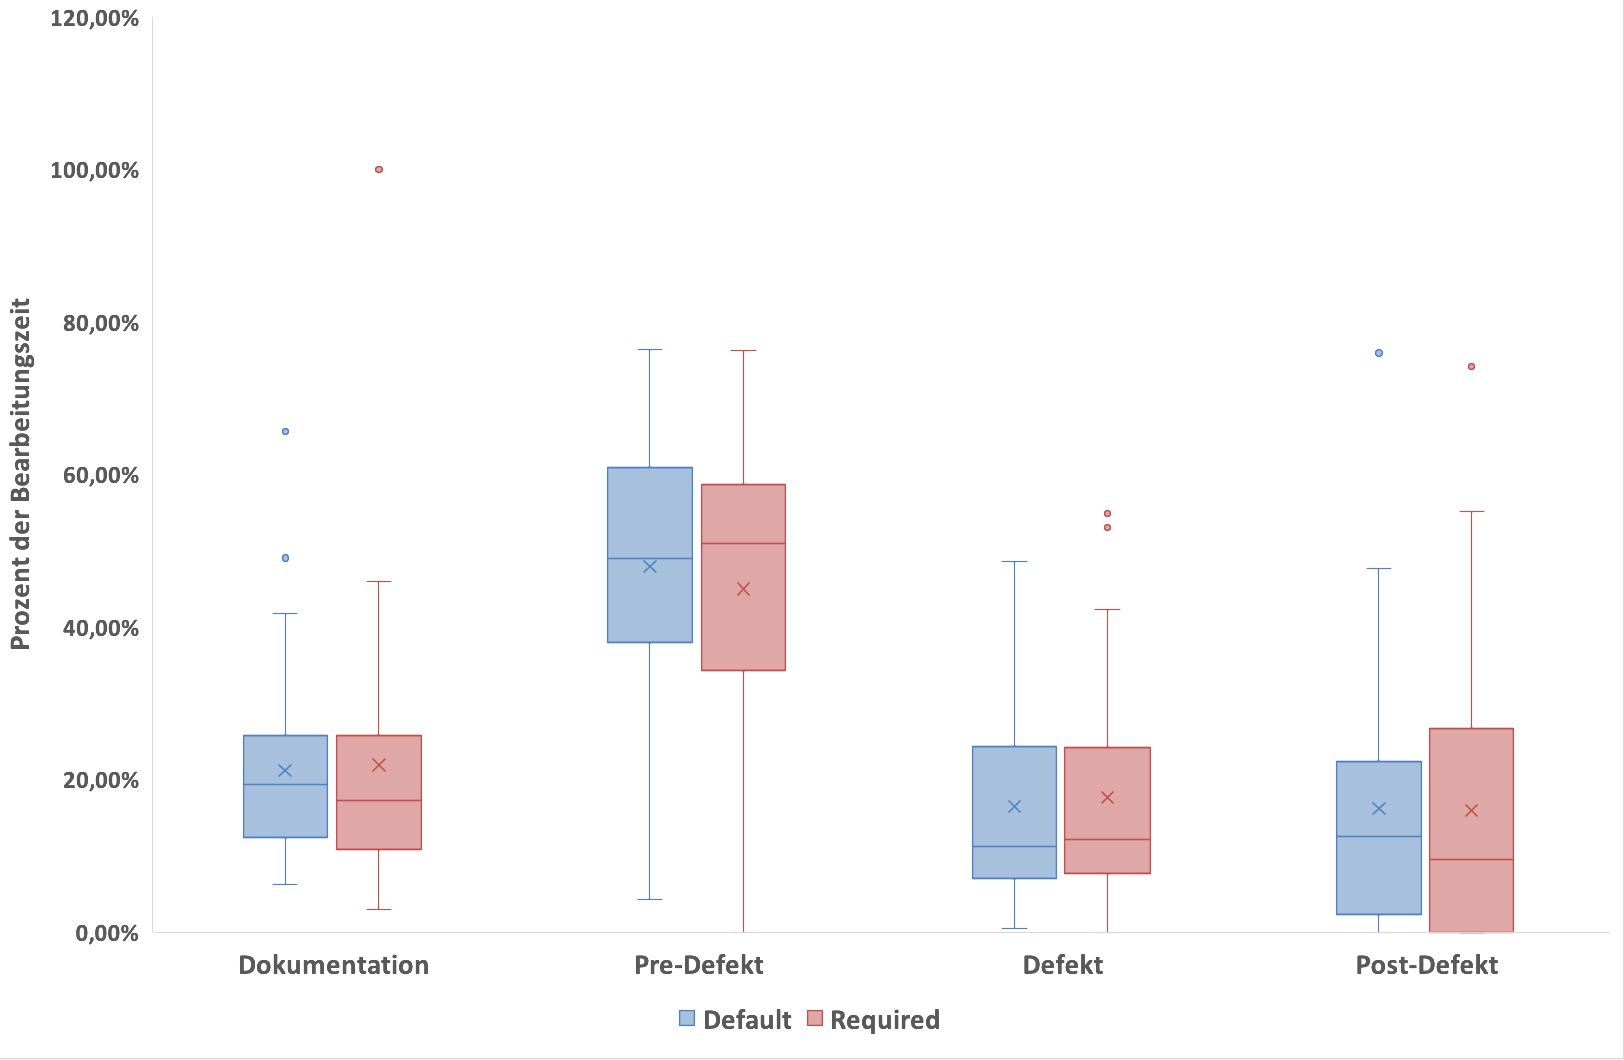 120,00%
100,00%
80,00%
60,00%
40,00%
20,00%
0,00%
Prozent der Bearbeitungszeit
Dokumentation
Pre-Defekt
Defekt
Post-Defekt
Default
Required